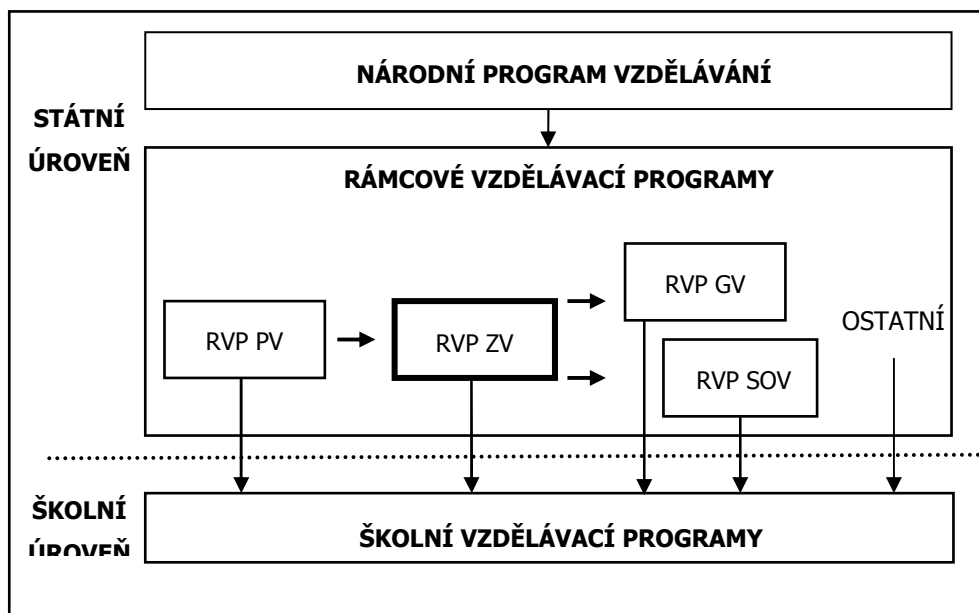 NÁRODNÍ PROGRAM VZDĚLÁVÁNÍ
STÁTNÍ
ÚROVEŇ
RÁMCOVÉ VZDĚLÁVACÍ PROGRAMY
RVP GV
OSTATNÍ
RVP PV
RVP ZV
RVP SOV
ŠKOLNÍ
ÚROVEŇ
ŠKOLNÍ VZDĚLÁVACÍ PROGRAMY